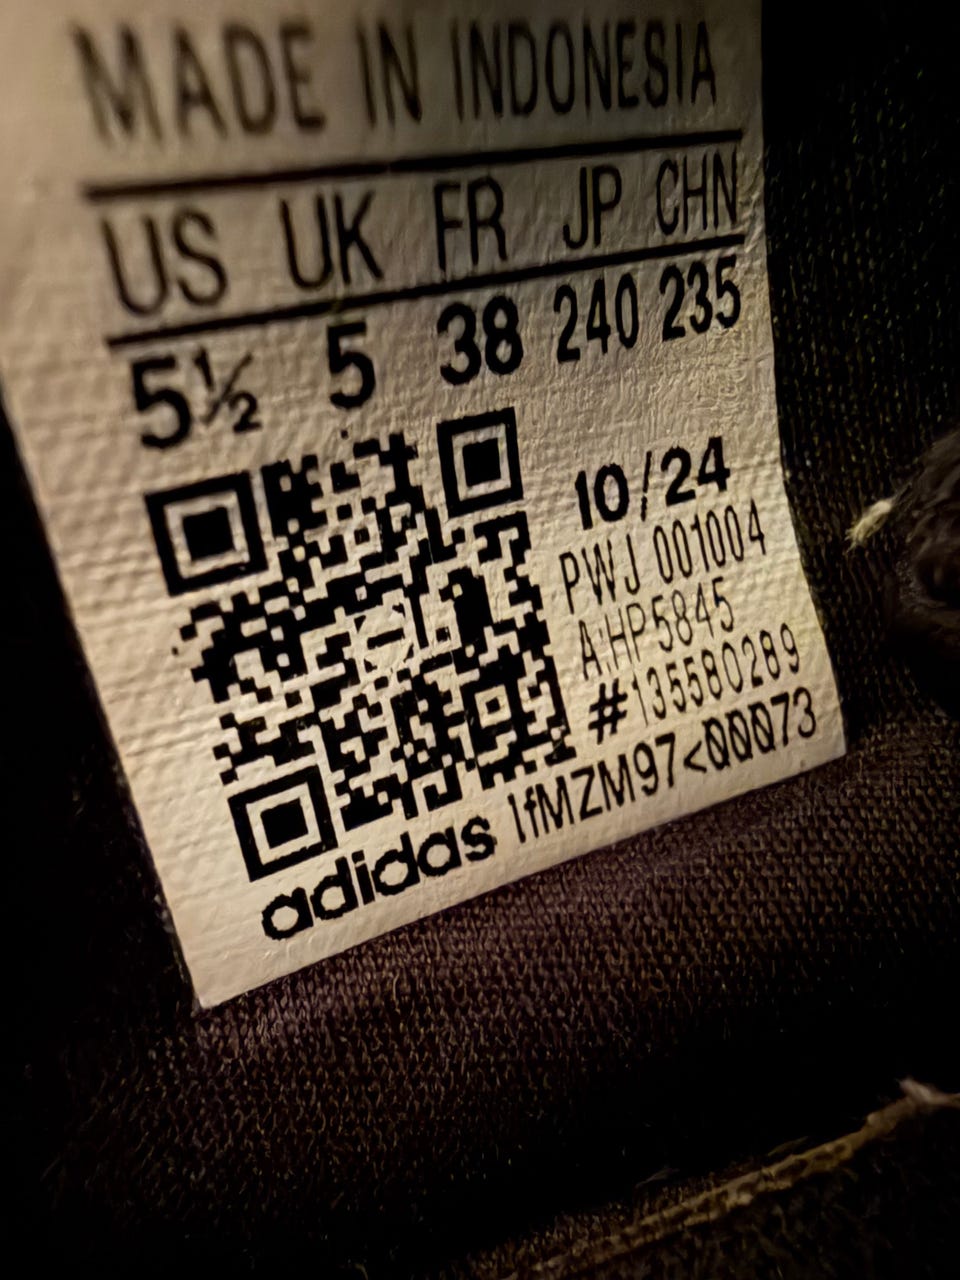 MADE IN INDONESIA
US UK FR JP CHN
5½ 5 38 240 235
10/24
PWJ 001004
A:HP5845
#135580289
adidas lfMZM97<00073